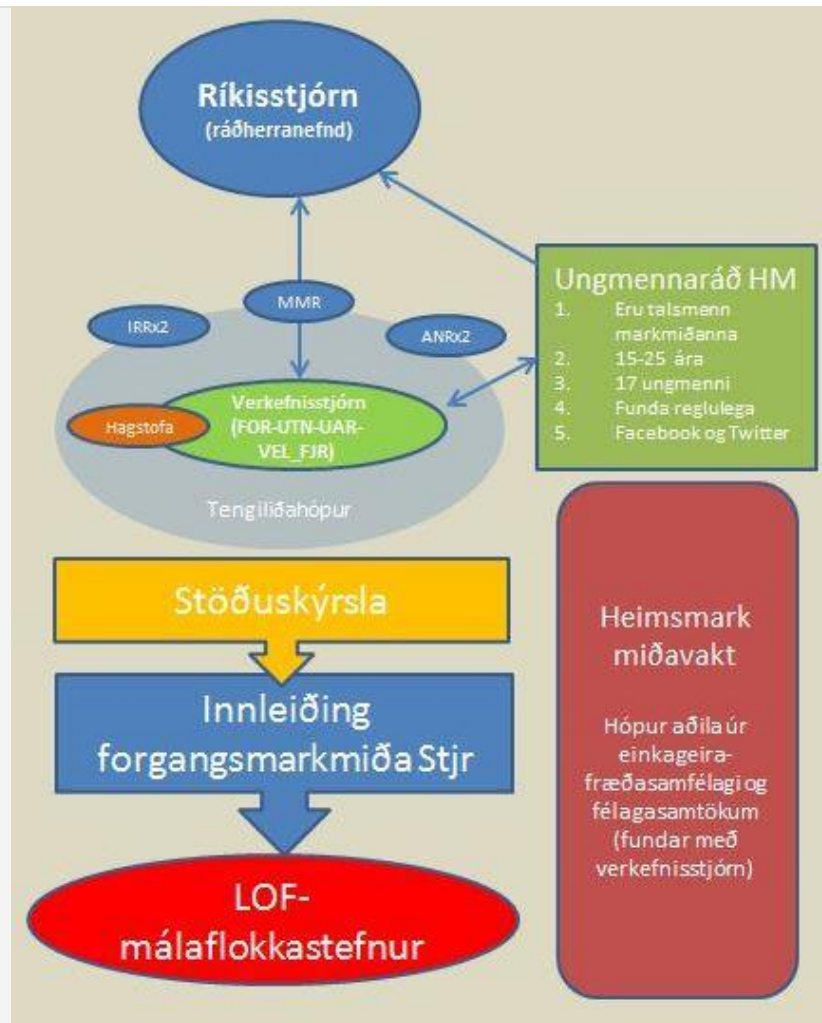 Ríkisstjórn
(ráðherranefnd)
MMR
IRRx2
ANRx2
Verkefnisstjórn
(FOR-UTN-UAR-
VEL_FJR)
Hagstofa
Tengiliðahópur
Ungmennaráð HM
1. Eru talsmenn
markmiðanna
2. 15-25 ára
3. 17 ungmenni
4. Funda reglulega
5. Facebook og Twitter
Stöðuskýrsla
Innleiðing
forgangsmarkmiða Stjr
LOF-
málaflokkastefnur
Heimsmark
miðavakt
Hópur aðila úr
einkageira-
fræðasamfélagi og
félagasamtökum
(fundar með
verkefnisstjórn)